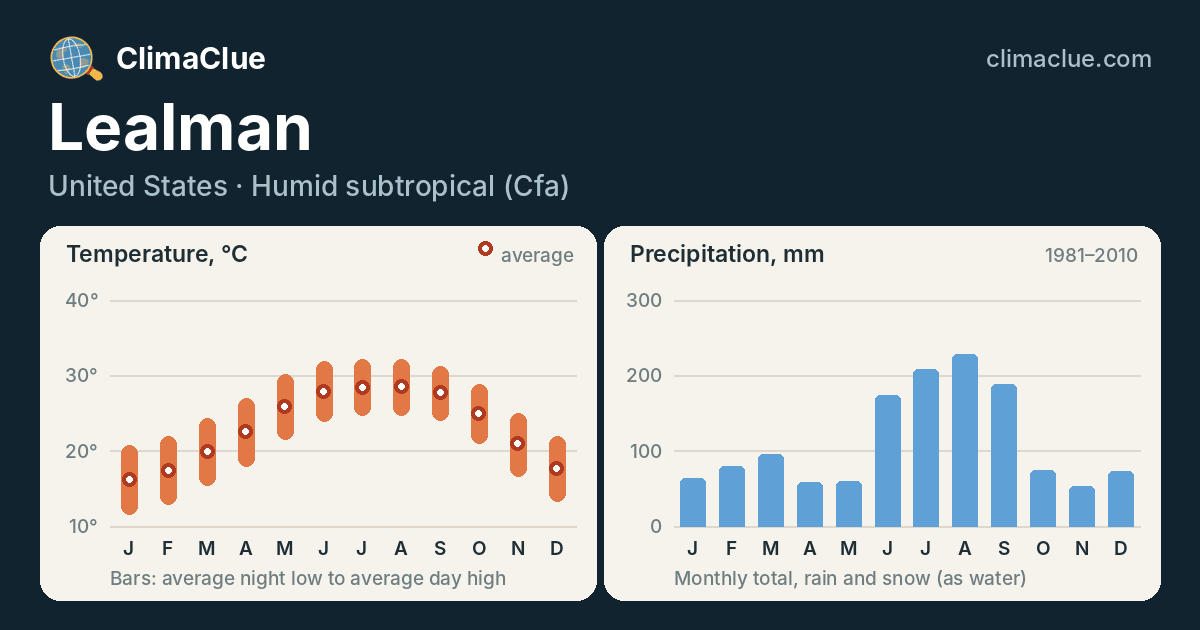 ClimaClue
climaclue.com
Lealman
United States · Humid subtropical (Cfa)
Temperature, °C
average
40°
30°
20°
10°
J F M A M J J A S O N D
Bars: average night low to average day high
Precipitation, mm
1981–2010
300
200
100
0
J F M A M J J A S O N D
Monthly total, rain and snow (as water)